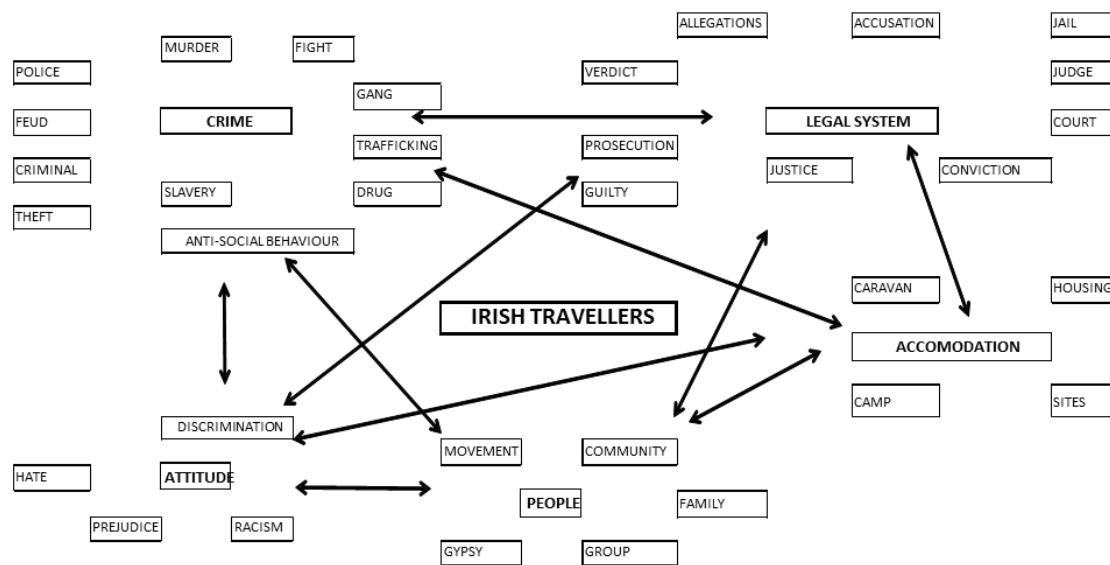 ALLEGATIONS
ACCUSATION
JAIL
MURDER
FIGHT
POLICE
VERDICT
JUDGE
GANG
FEUD
CRIME
LEGAL SYSTEM
COURT
TRAFFICKING
PROSECUTION
CRIMINAL
JUSTICE
CONVICTION
SLAVERY
DRUG
GUILTY
THEFT
ANTI-SOCIAL BEHAVIOUR
CARAVAN
HOUSING
IRISH TRAVELLERS
ACCOMODATION
CAMP
SITES
DISCRIMINATION
MOVEMENT
COMMUNITY
HATE
ATTITUDE
PEOPLE
FAMILY
PREJUDICE
RACISM
GYPSY
GROUP